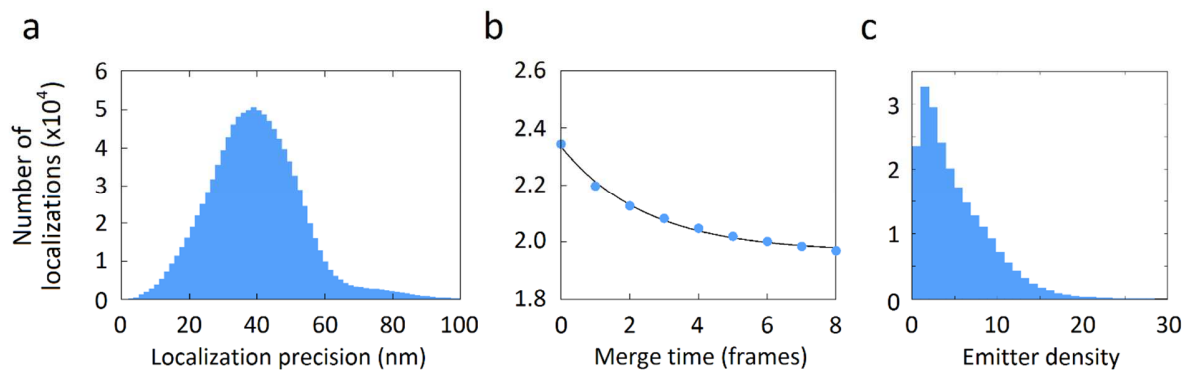 a
b
c
Number of
localizations (x10⁴)
6
5
4
3
2
1
0
0 20 40 60 80 100
Localization precision (nm)
2.6
2.4
2.2
2.0
1.8
0 2 4 6 8
Merge time (frames)
3
2
1
0
0 10 20 30
Emitter density